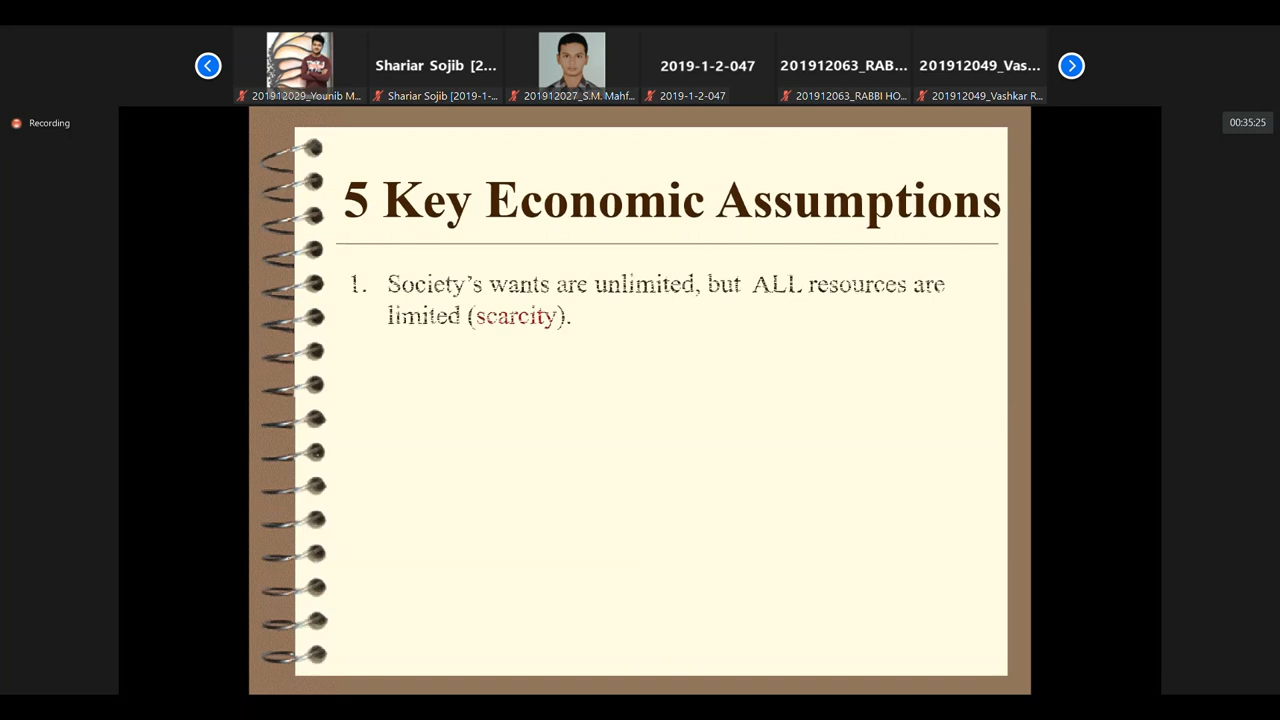 Shariar Sojib [2...
2019-1-2-047
201912063_RAB...
201912049_Vas...
201912029_Younib M...
Shariar Sojib [2019-1-...
201912027_S.M. Mahf...
2019-1-2-047
201912063_RABBI HO...
201912049_Vashkar R...
Recording
00:35:25
5 Key Economic Assumptions
1. Society's wants are unlimited, but ALL resources are
limited (scarcity).